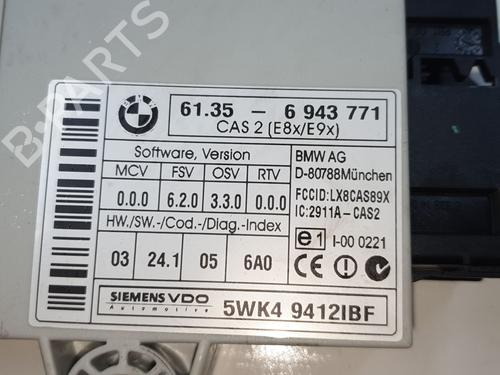 BMW
61.35 - 6 943 771
CAS 2 (E8x/E9x)
Software, Version
MCV FSV OSV RTV
0.0.0 6.2.0 3.3.0 0.0.0
HW./SW.-/Cod.-/Diag.-Index
03 24.1 05 6A0
BMW AG
D-80788München
FCCID:LX8CAS89X
IC:2911A-CAS2
e1 I-00 0221
CE
SIEMENS VDO
Automotive
5WK4 9412IBF
B-PARTS